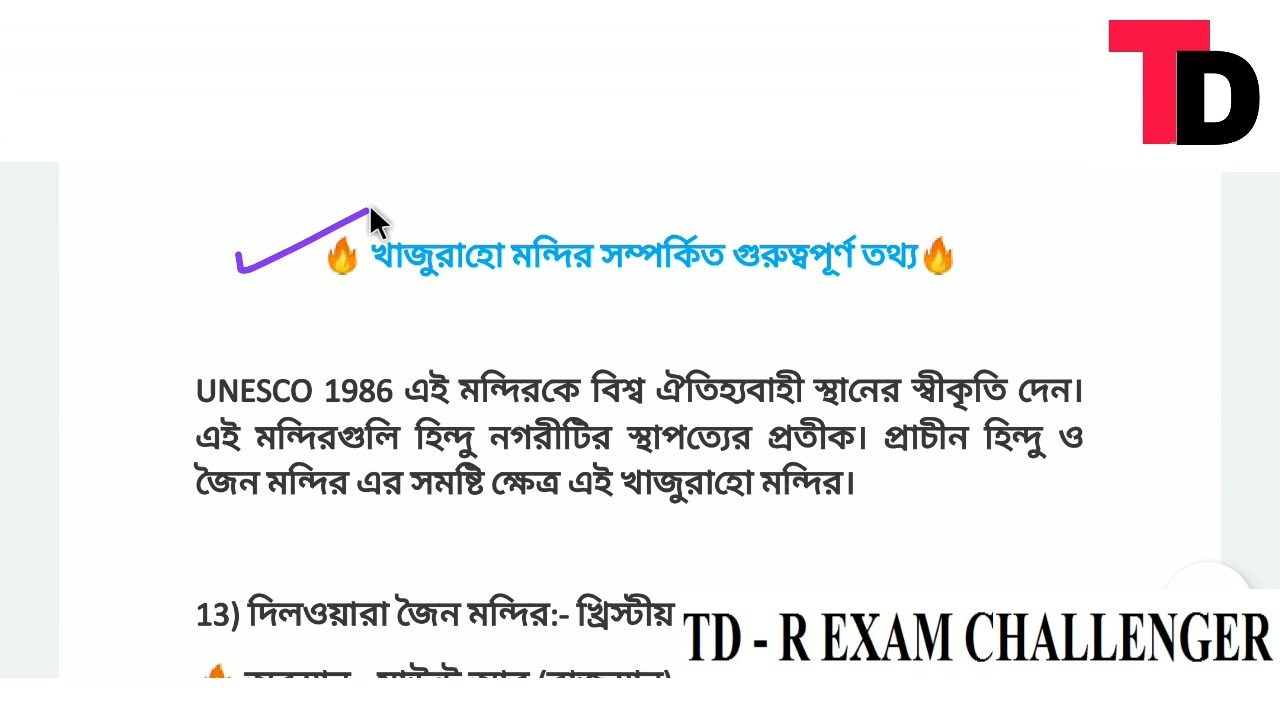 TD
🔥 খাজুরাহো মন্দির সম্পর্কিত গুরুত্বপূর্ণ তথ্য🔥
UNESCO 1986 এই মন্দিরকে বিশ্ব ঐতিহ্যবাহী স্থানের স্বীকৃতি দেন।
এই মন্দিরগুলি হিন্দু নগরীটির স্থাপত্যের প্রতীক। প্রাচীন হিন্দু ও
জৈন মন্দির এর সমষ্টি ক্ষেত্র এই খাজুরাহো মন্দির।
13) দিলওয়ারা জৈন মন্দির:- খ্রিস্টীয়
TD - R EXAM CHALLENGER